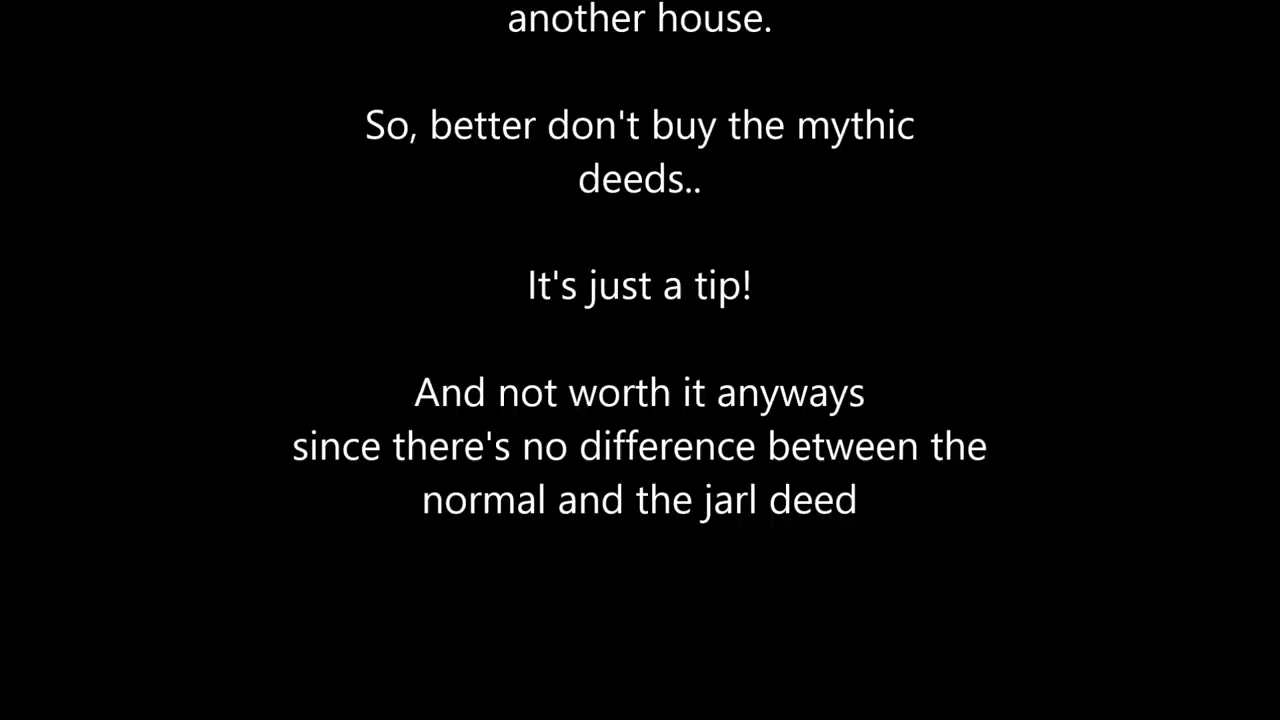 another house.
So, better don't buy the mythic
deeds..
It's just a tip!
And not worth it anyways
since there's no difference between the
normal and the jarl deed